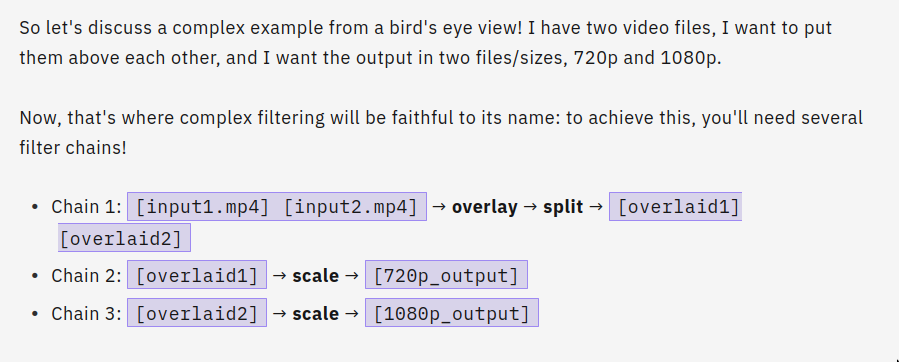 So let's discuss a complex example from a bird's eye view! I have two video files, I want to put
them above each other, and I want the output in two files/sizes, 720p and 1080p.
Now, that's where complex filtering will be faithful to its name: to achieve this, you'll need several
filter chains!
• Chain 1: [input1.mp4] [input2.mp4] → overlay → split → [overlaid1]
[overlaid2]
• Chain 2: [overlaid1] → scale → [720p_output]
• Chain 3: [overlaid2] → scale → [1080p_output]